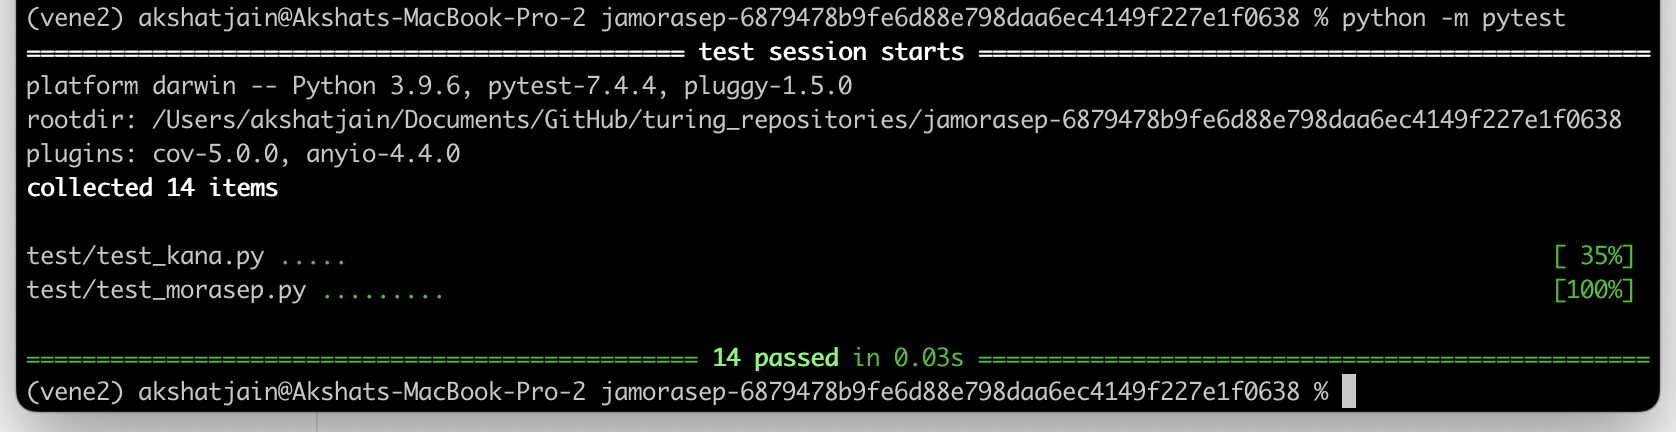 (vene2) akshatjain@Akshats-MacBook-Pro-2 jamorasep-6879478b9fe6d88e798daa6ec4149f227e1f0638 % python -m pytest
=============================================== test session starts ================================================
platform darwin -- Python 3.9.6, pytest-7.4.4, pluggy-1.5.0
rootdir: /Users/akshatjain/Documents/GitHub/turing_repositories/jamorasep-6879478b9fe6d88e798daa6ec4149f227e1f0638
plugins: cov-5.0.0, anyio-4.4.0
collected 14 items
test/test_kana.py ..... [ 35%]
test/test_morasep.py ......... [100%]
================================================ 14 passed in 0.03s ================================================
(vene2) akshatjain@Akshats-MacBook-Pro-2 jamorasep-6879478b9fe6d88e798daa6ec4149f227e1f0638 %